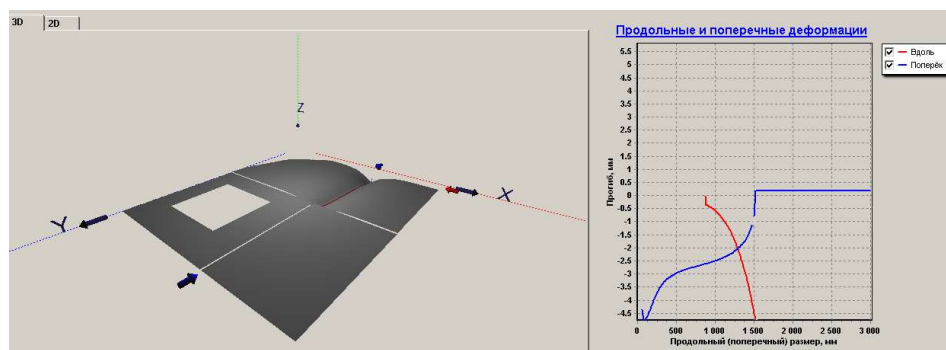 3D 2D
Z
X
Y
Продольные и поперечные деформации
Вдоль
Поперёк
Прогиб, мм
5.5
5
4.5
4
3.5
3
2.5
2
1.5
1
0.5
0
-0.5
-1
-1.5
-2
-2.5
-3
-3.5
-4
-4.5
0 500 1 000 1 500 2 000 2 500 3 000
Продольный (поперечный) размер, мм